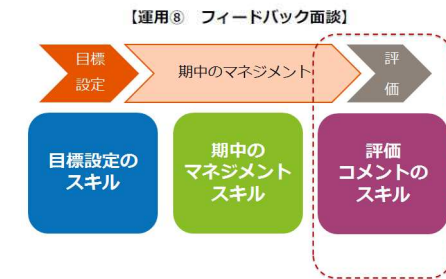 【運用⑧　フィードバック面談】
目標
設定
期中のマネジメント
評
価
目標設定の
スキル
期中の
マネジメント
スキル
評価
コメントの
スキル